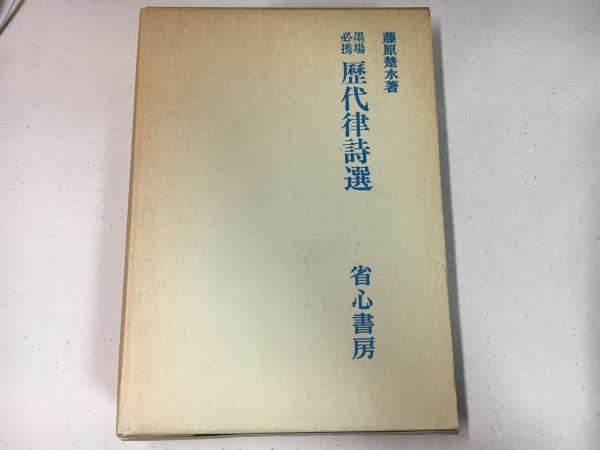 藤原楚水著
墨場
必携
歴代律詩選
省心書房